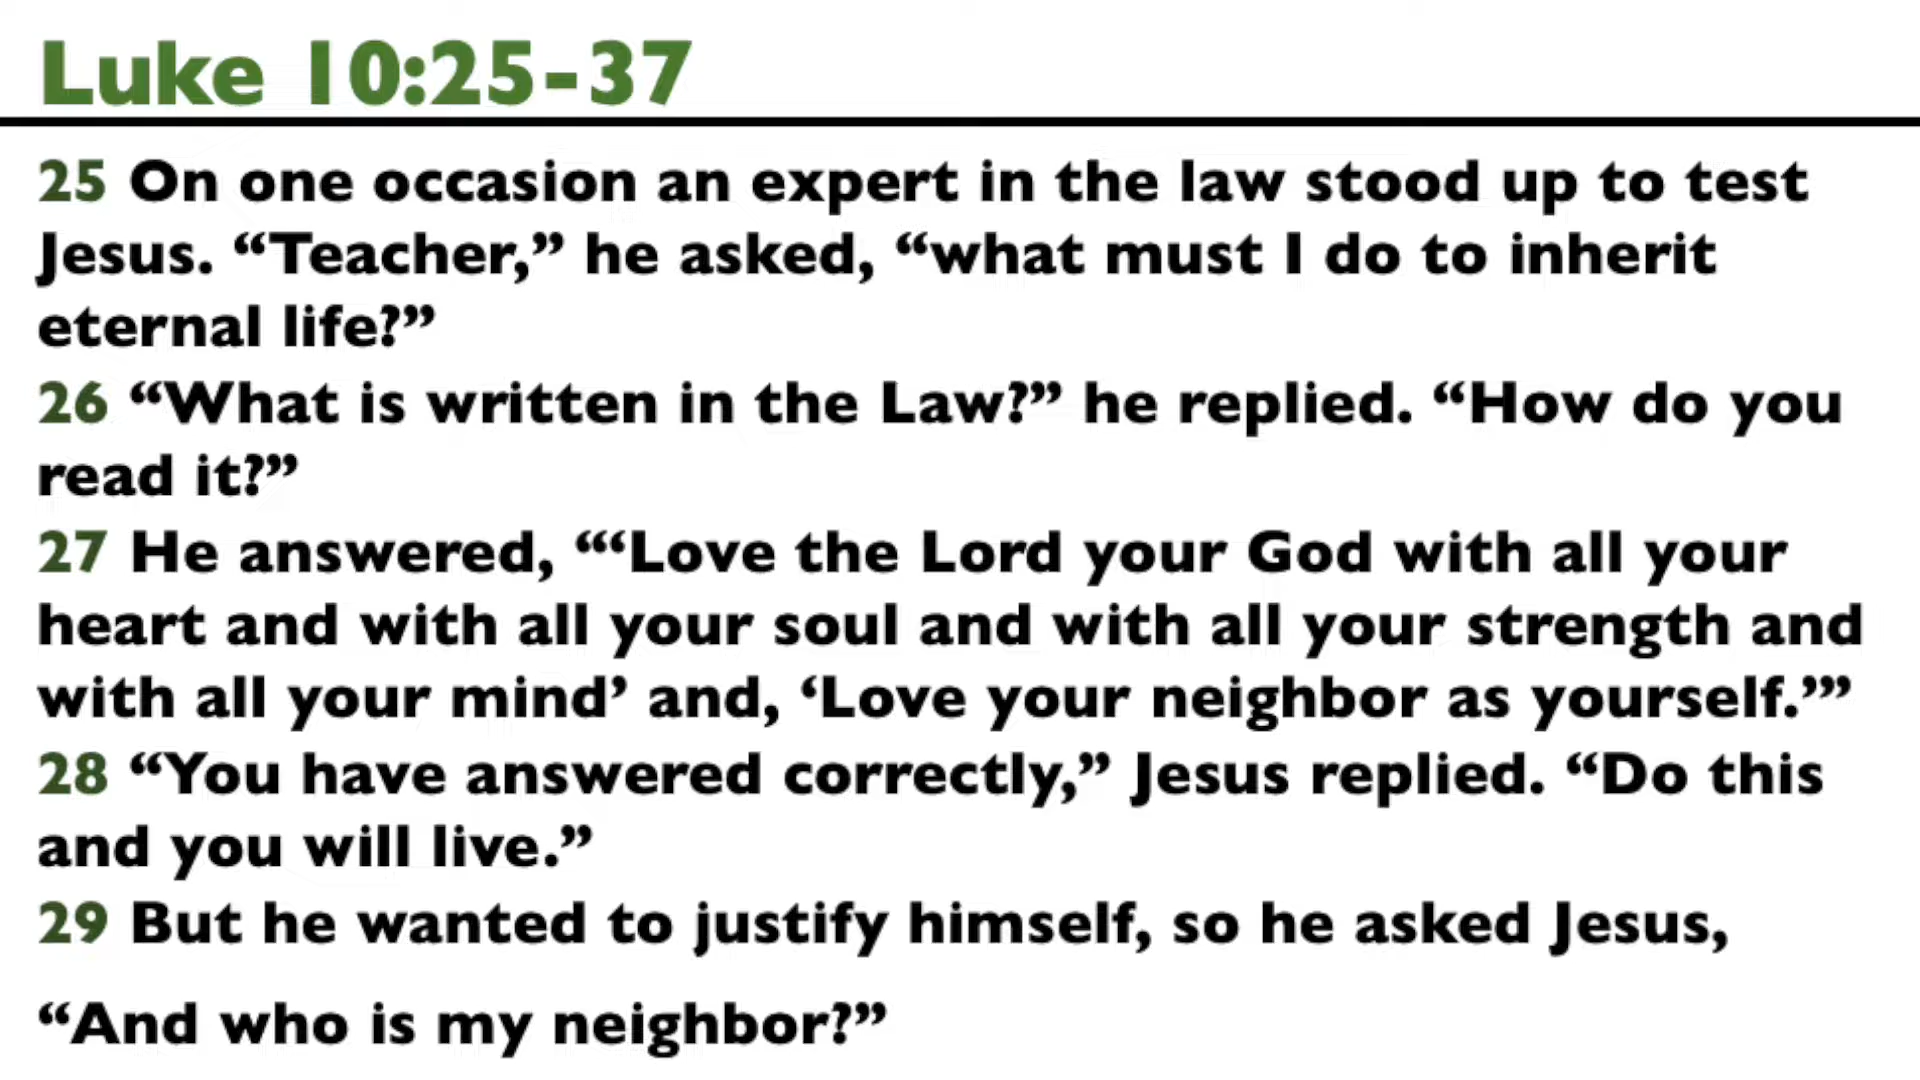 Luke 10:25-37
25 On one occasion an expert in the law stood up to test
Jesus. “Teacher,” he asked, “what must I do to inherit
eternal life?”
26 “What is written in the Law?” he replied. “How do you
read it?”
27 He answered, “‘Love the Lord your God with all your
heart and with all your soul and with all your strength and
with all your mind’ and, ‘Love your neighbor as yourself.’”
28 “You have answered correctly,” Jesus replied. “Do this
and you will live.”
29 But he wanted to justify himself, so he asked Jesus,
“And who is my neighbor?”